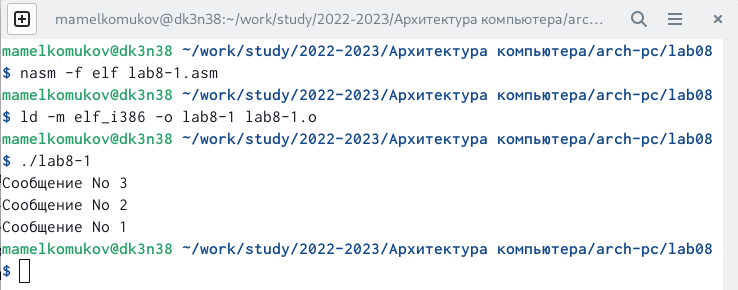 mamelkomukov@dk3n38:~/work/study/2022-2023/Архитектура компьютера/arc...
mamelkomukov@dk3n38 ~/work/study/2022-2023/Архитектура компьютера/arch-pc/lab08
$ nasm -f elf lab8-1.asm
mamelkomukov@dk3n38 ~/work/study/2022-2023/Архитектура компьютера/arch-pc/lab08
$ ld -m elf_i386 -o lab8-1 lab8-1.o
mamelkomukov@dk3n38 ~/work/study/2022-2023/Архитектура компьютера/arch-pc/lab08
$ ./lab8-1
Сообщение No 3
Сообщение No 2
Сообщение No 1
mamelkomukov@dk3n38 ~/work/study/2022-2023/Архитектура компьютера/arch-pc/lab08
$